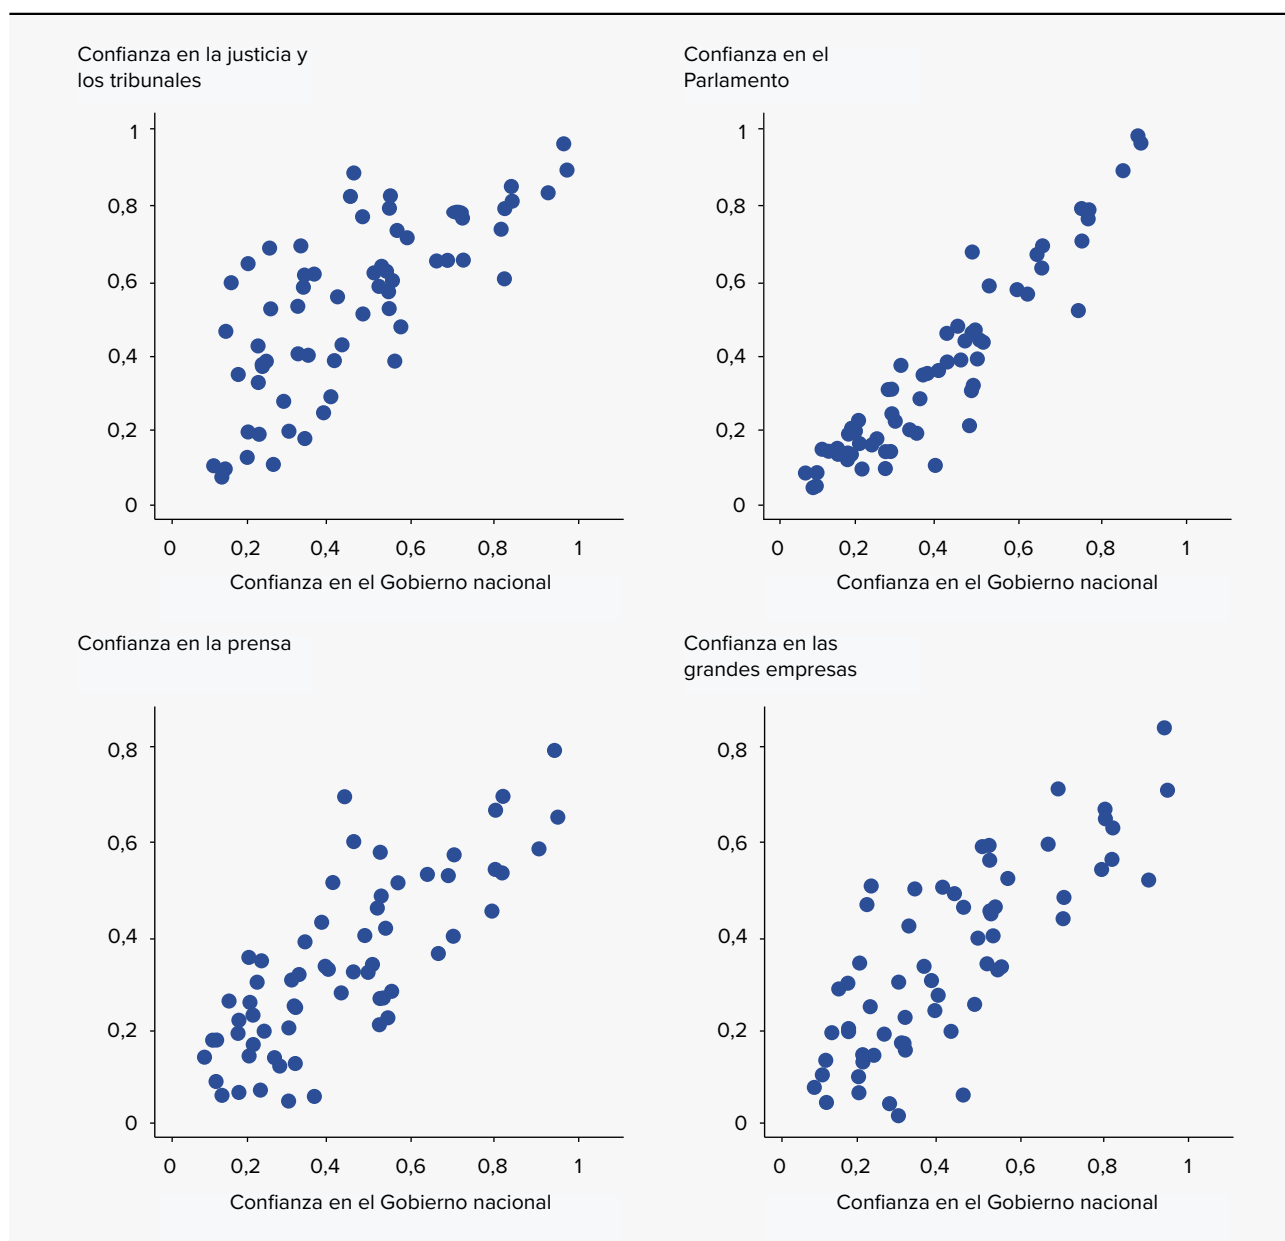 Confianza en la justicia y
los tribunales
1
0,8
0,6
0,4
0,2
0
0 0,2 0,4 0,6 0,8 1
Confianza en el Gobierno nacional
Confianza en el
Parlamento
1
0,8
0,6
0,4
0,2
0
0 0,2 0,4 0,6 0,8 1
Confianza en el Gobierno nacional
Confianza en la prensa
0,8
0,6
0,4
0,2
0
0 0,2 0,4 0,6 0,8 1
Confianza en el Gobierno nacional
Confianza en las
grandes empresas
0,8
0,6
0,4
0,2
0
0 0,2 0,4 0,6 0,8 1
Confianza en el Gobierno nacional